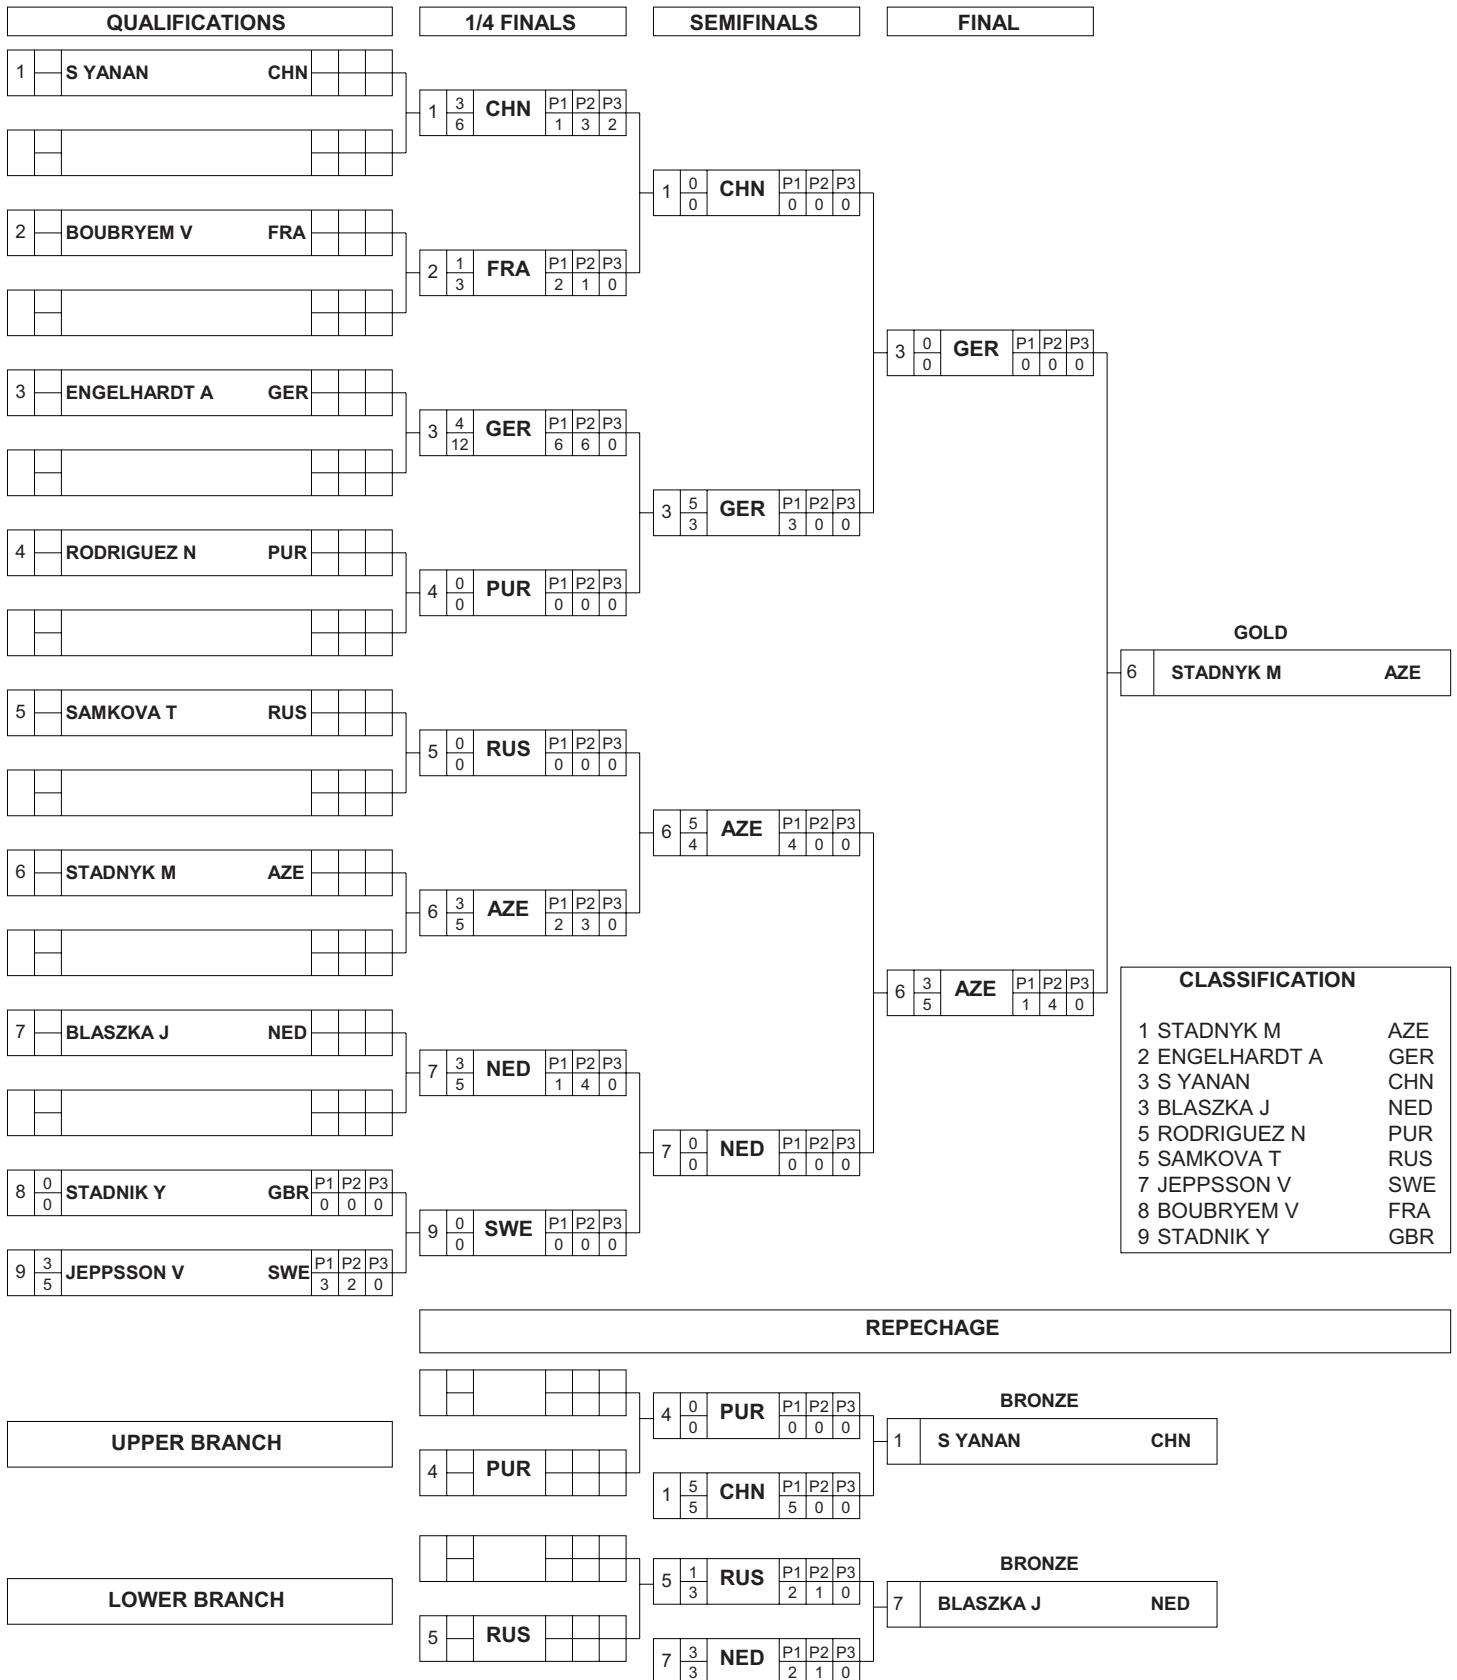 QUALIFICATIONS 1/4 FINALS SEMIFINALS FINAL
1 S YANAN CHN
1 3 6 CHN P1 P2 P3 1 3 2
1 0 0 CHN P1 P2 P3 0 0 0
2 BOUBRYEM V FRA
2 1 3 FRA P1 P2 P3 2 1 0
3 0 0 GER P1 P2 P3 0 0 0
3 ENGELHARDT A GER
3 4 12 GER P1 P2 P3 6 6 0
3 5 3 GER P1 P2 P3 3 0 0
4 RODRIGUEZ N PUR
4 0 0 PUR P1 P2 P3 0 0 0
GOLD
6 STADNYK M AZE
5 SAMKOVA T RUS
5 0 0 RUS P1 P2 P3 0 0 0
6 5 4 AZE P1 P2 P3 4 0 0
6 STADNYK M AZE
6 3 5 AZE P1 P2 P3 2 3 0
6 3 5 AZE P1 P2 P3 1 4 0
7 BLASZKA J NED
7 3 5 NED P1 P2 P3 1 4 0
7 0 0 NED P1 P2 P3 0 0 0
8 0 0 STADNIK Y GBR P1 P2 P3 0 0 0
9 0 0 SWE P1 P2 P3 0 0 0
9 3 5 JEPPSSON V SWE P1 P2 P3 3 2 0
CLASSIFICATION
1 STADNYK M AZE
2 ENGELHARDT A GER
3 S YANAN CHN
3 BLASZKA J NED
5 RODRIGUEZ N PUR
5 SAMKOVA T RUS
7 JEPPSSON V SWE
8 BOUBRYEM V FRA
9 STADNIK Y GBR
REPECHAGE
UPPER BRANCH
4 PUR
4 0 0 PUR P1 P2 P3 0 0 0
1 5 5 CHN P1 P2 P3 5 0 0
BRONZE
1 S YANAN CHN
LOWER BRANCH
5 RUS
5 1 3 RUS P1 P2 P3 2 1 0
7 3 3 NED P1 P2 P3 2 1 0
BRONZE
7 BLASZKA J NED